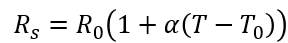 R_s = R_0(1 + α(T − T_0))